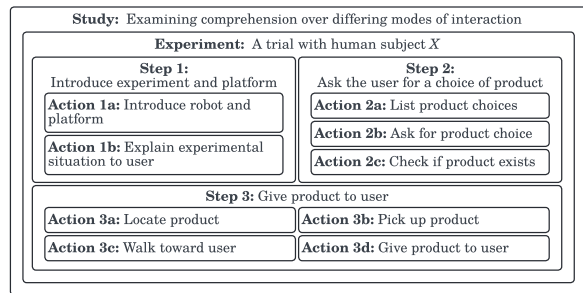 Study: Examining comprehension over differing modes of interaction
Experiment: A trial with human subject X
Step 1:
Introduce experiment and platform
Action 1a: Introduce robot and
platform
Action 1b: Explain experimental
situation to user
Step 2:
Ask the user for a choice of product
Action 2a: List product choices
Action 2b: Ask for product choice
Action 2c: Check if product exists
Step 3: Give product to user
Action 3a: Locate product
Action 3b: Pick up product
Action 3c: Walk toward user
Action 3d: Give product to user